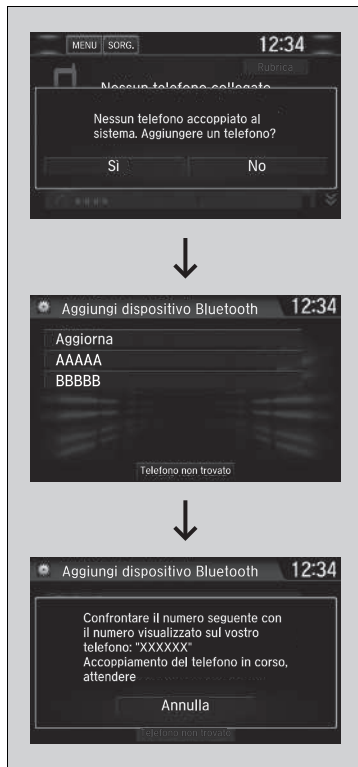 MENU SORG. 12:34
Rubrica
Nessun telefono collegato
Nessun telefono accoppiato al
sistema. Aggiungere un telefono?
Sì No
Aggiungi dispositivo Bluetooth 12:34
Aggiorna
AAAAA
BBBBB
Telefono non trovato
Aggiungi dispositivo Bluetooth 12:34
Confrontare il numero seguente con
il numero visualizzato sul vostro
telefono: "XXXXXX"
Accoppiamento del telefono in corso,
attendere
Annulla
Telefono non trovato